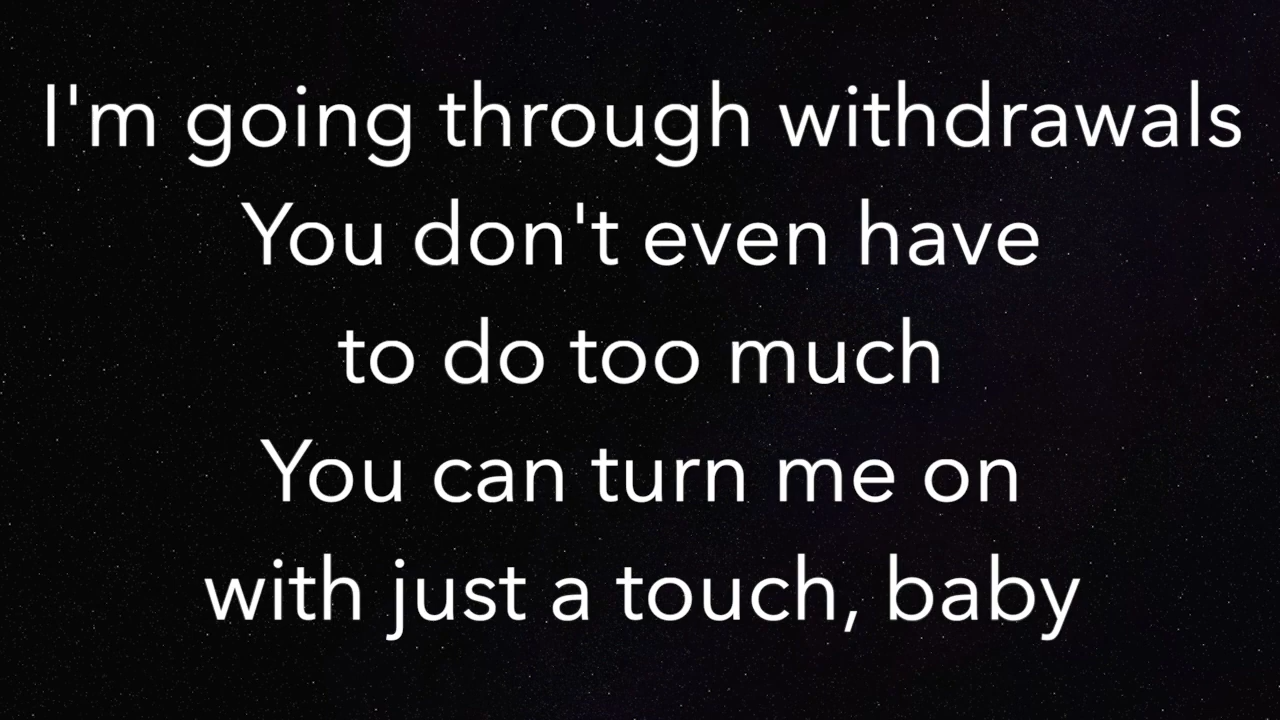 I'm going through withdrawals
You don't even have
to do too much
You can turn me on
with just a touch, baby